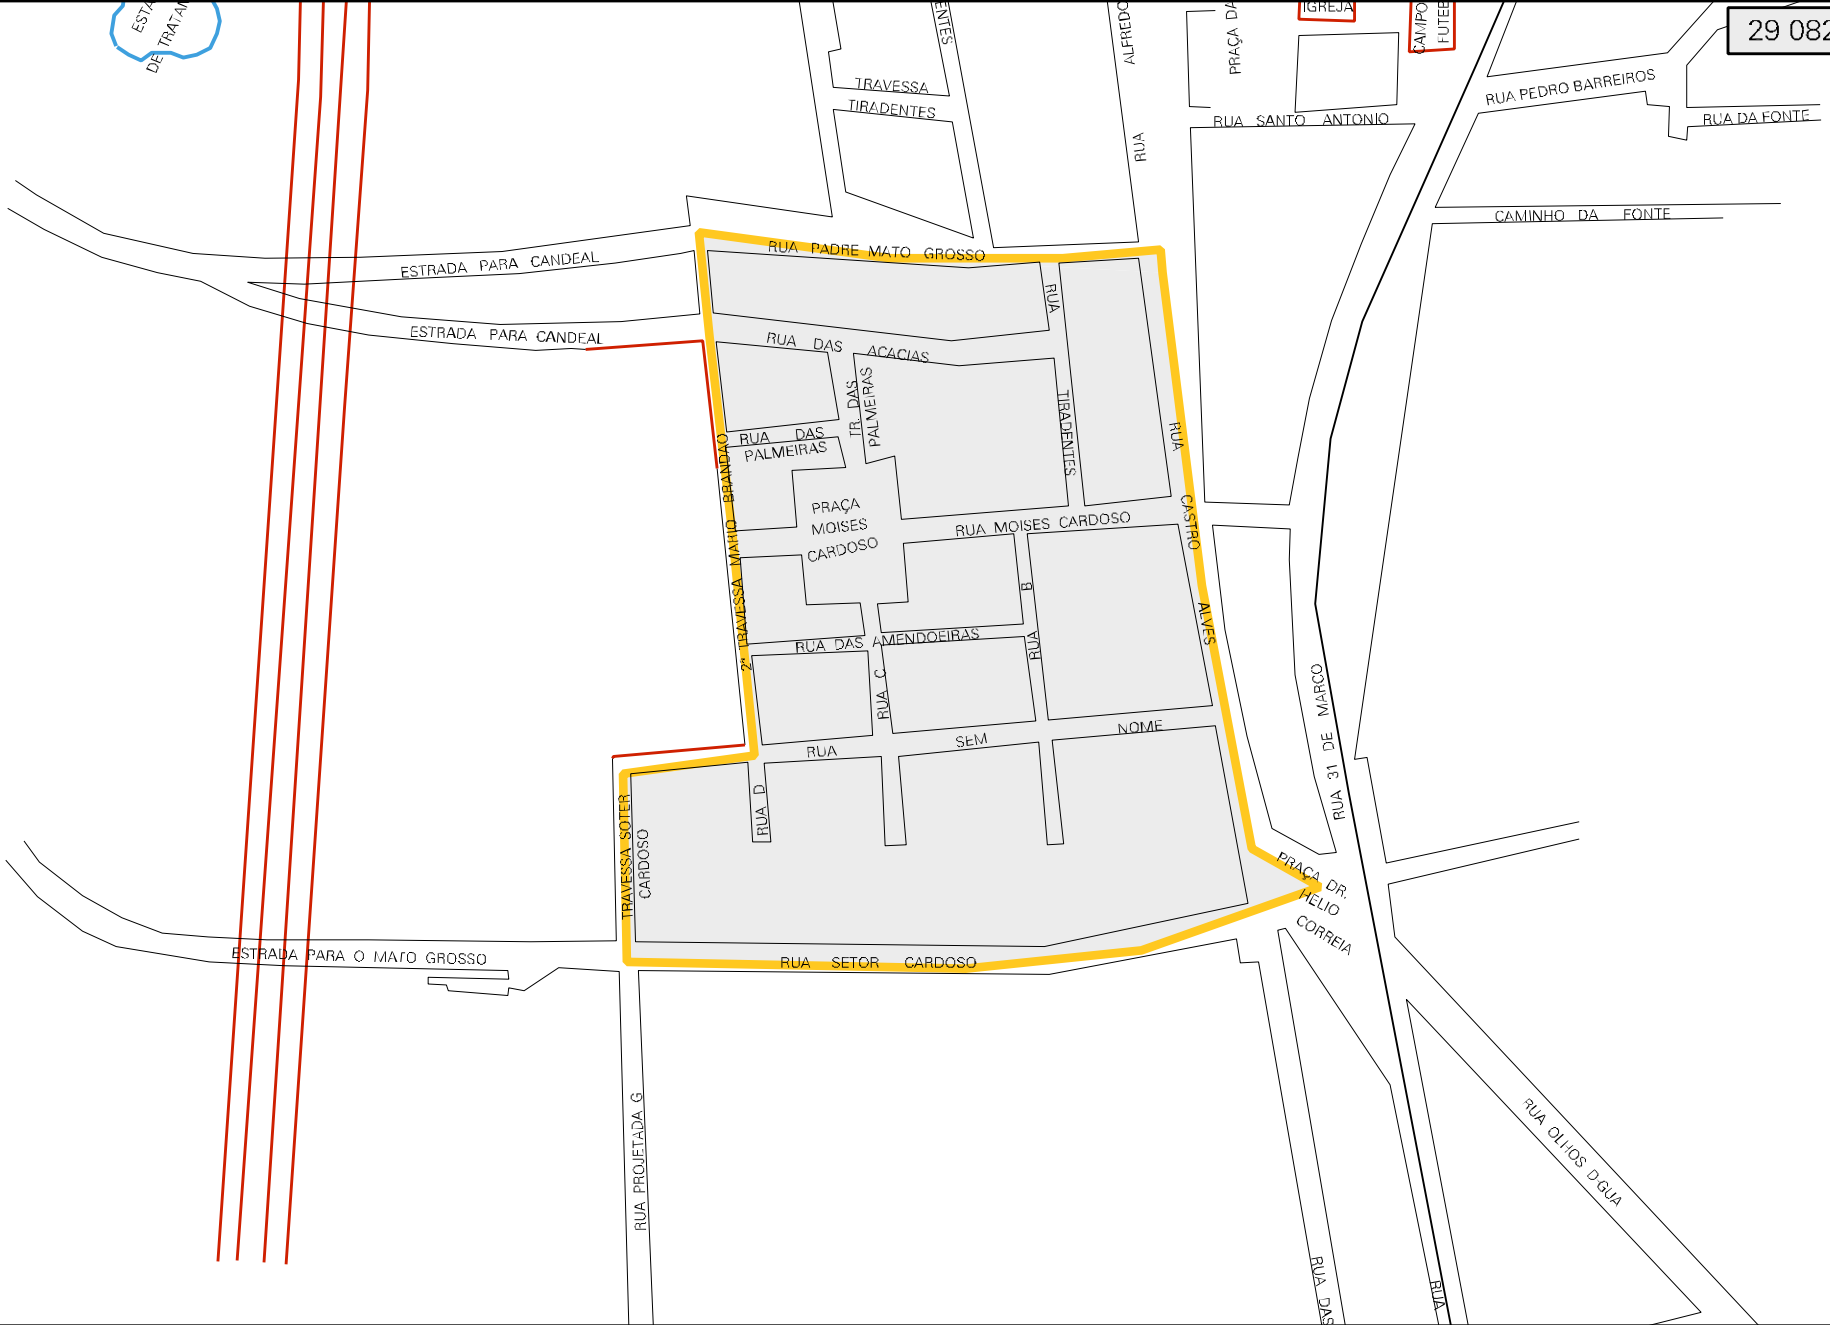 DE TRATAN
ENTES
ALFREDO
RUA
PRAÇA DA
IGREJA
CAMPO
FUTEB
29 082
TRAVESSA
TIRADENTES
RUA SANTO ANTONIO
RUA PEDRO BARREIROS
RUA DA FONTE
CAMINHO DA FONTE
ESTRADA PARA CANDEAL
ESTRADA PARA CANDEAL
RUA PADRE MATO GROSSO
RUA DAS ACACIAS
RUA TIRADENTES
TR. DAS
PALMEIRAS
RUA DAS
PALMEIRAS
PRAÇA
MOISES
CARDOSO
RUA MOISES CARDOSO
RUA CASTRO ALVES
2ª TRAVESSA MARIO BRANDAO
RUA B
RUA DAS AMENDOEIRAS
RUA C
RUA SEM NOME
RUA D
TRAVESSA SOTER
CARDOSO
RUA 31 DE MARCO
PRAÇA DR.
HELIO
CORREIA
ESTRADA PARA O MATO GROSSO
RUA SETOR CARDOSO
RUA PROJETADA G
RUA OLHOS D-GUA
RUA DAS
RUA